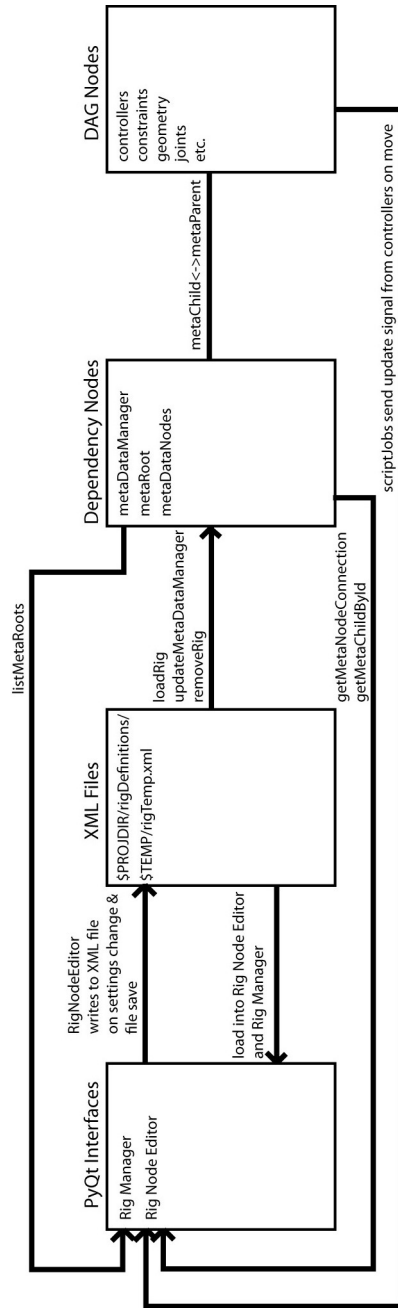 listMetaRoots
PyQt Interfaces
Rig Manager
Rig Node Editor
RigNodeEditor
writes to XML file
on settings change &
file save
load into Rig Node Editor
and Rig Manager
XML Files
$PROJDIR/rigDefinitions/
$TEMP/rigTemp.xml
loadRig
updateMetaDataManager
removeRig
Dependency Nodes
metaDataManager
metaRoot
metaDataNodes
getMetaNodeConnection
getMetaChildById
metaChild<->metaParent
DAG Nodes
controllers
constraints
geometry
joints
etc.
scriptJobs send update signal from controllers on move